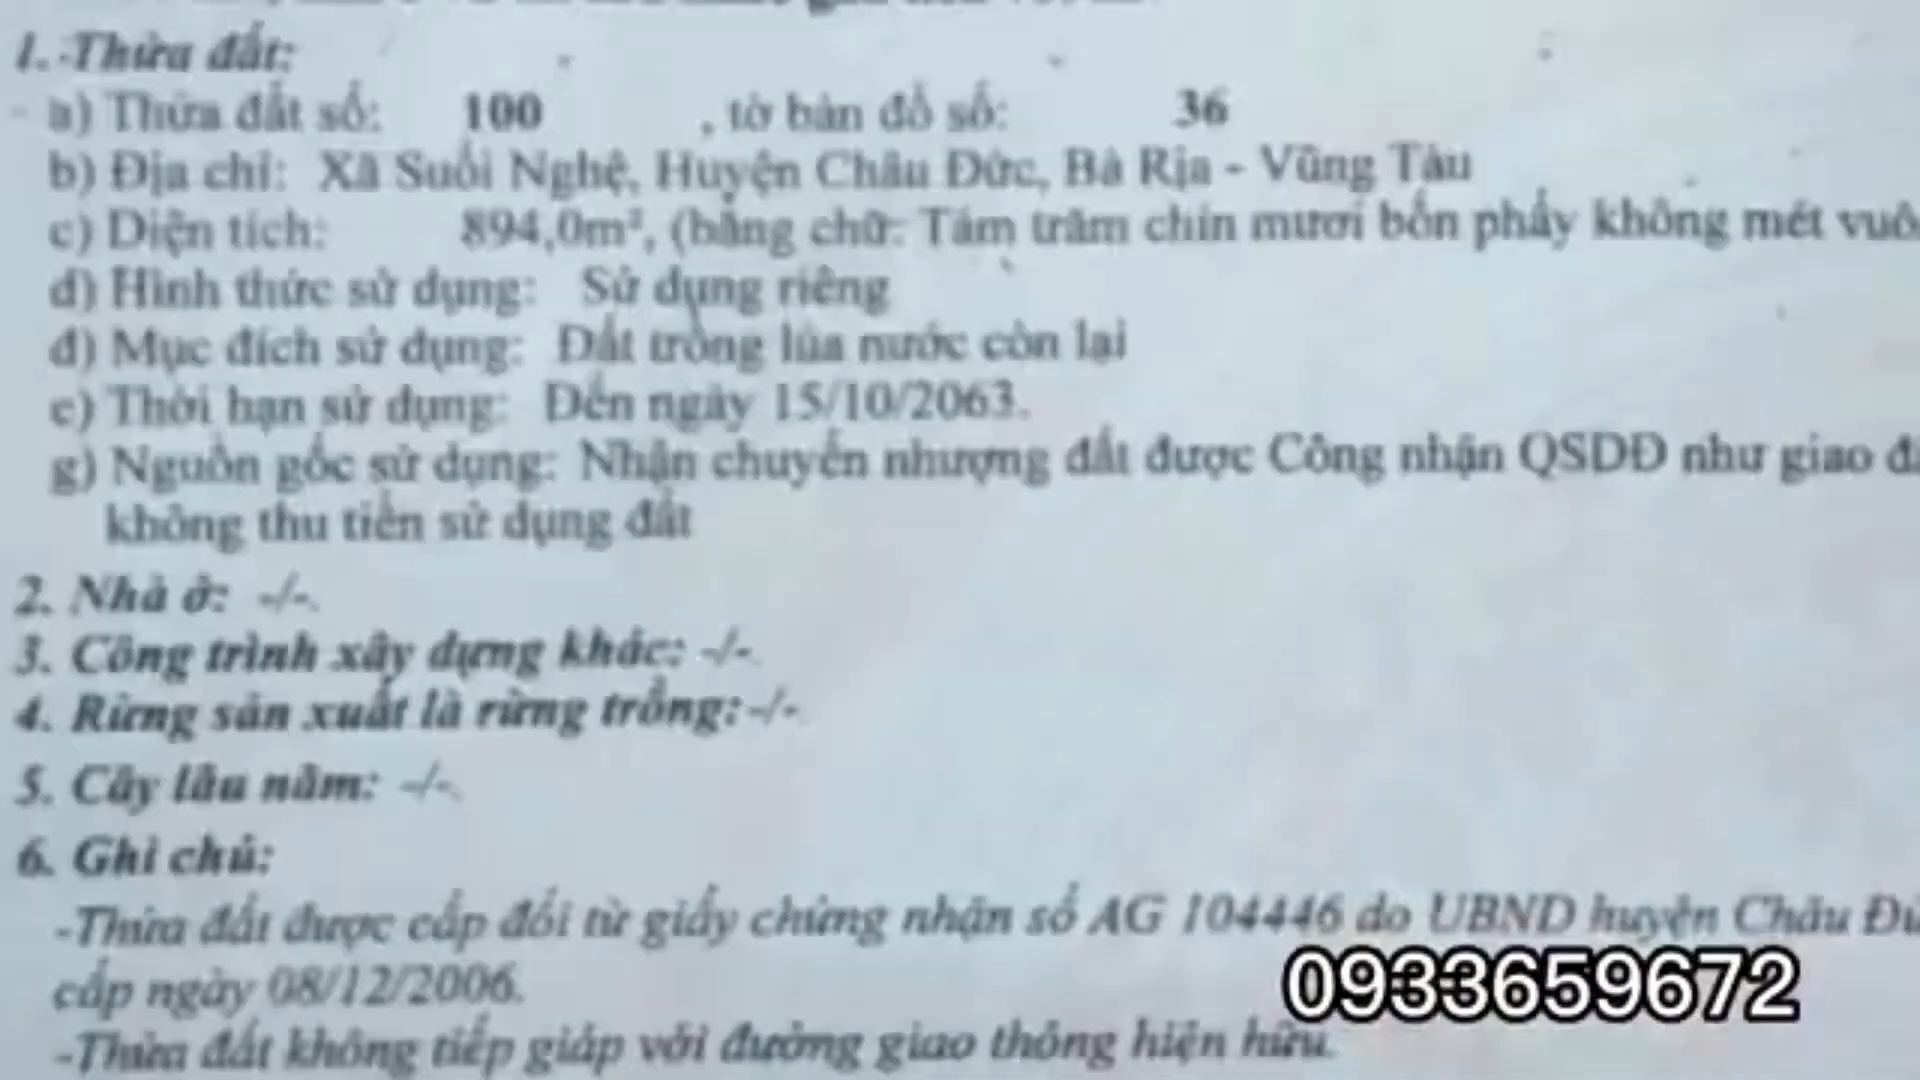 1. Thửa đất:
a) Thửa đất số: 100 , tờ bản đồ số: 36
b) Địa chỉ: Xã Suối Nghệ, Huyện Châu Đức, Bà Rịa - Vũng Tàu
c) Diện tích: 894,0m², (bằng chữ: Tám trăm chín mươi bốn phẩy không mét vuô
d) Hình thức sử dụng: Sử dụng riêng
đ) Mục đích sử dụng: Đất trồng lúa nước còn lại
e) Thời hạn sử dụng: Đến ngày 15/10/2063.
g) Nguồn gốc sử dụng: Nhận chuyển nhượng đất được Công nhận QSDĐ như giao đấ
không thu tiền sử dụng đất
2. Nhà ở: -/-.
3. Công trình xây dựng khác: -/-.
4. Rừng sản xuất là rừng trồng: -/-.
5. Cây lâu năm: -/-.
6. Ghi chú:
-Thửa đất được cấp đổi từ giấy chứng nhận số AG 104446 do UBND huyện Châu Đứ
cấp ngày 08/12/2006.
0933659672
-Thửa đất không tiếp giáp với đường giao thông hiện hữu.